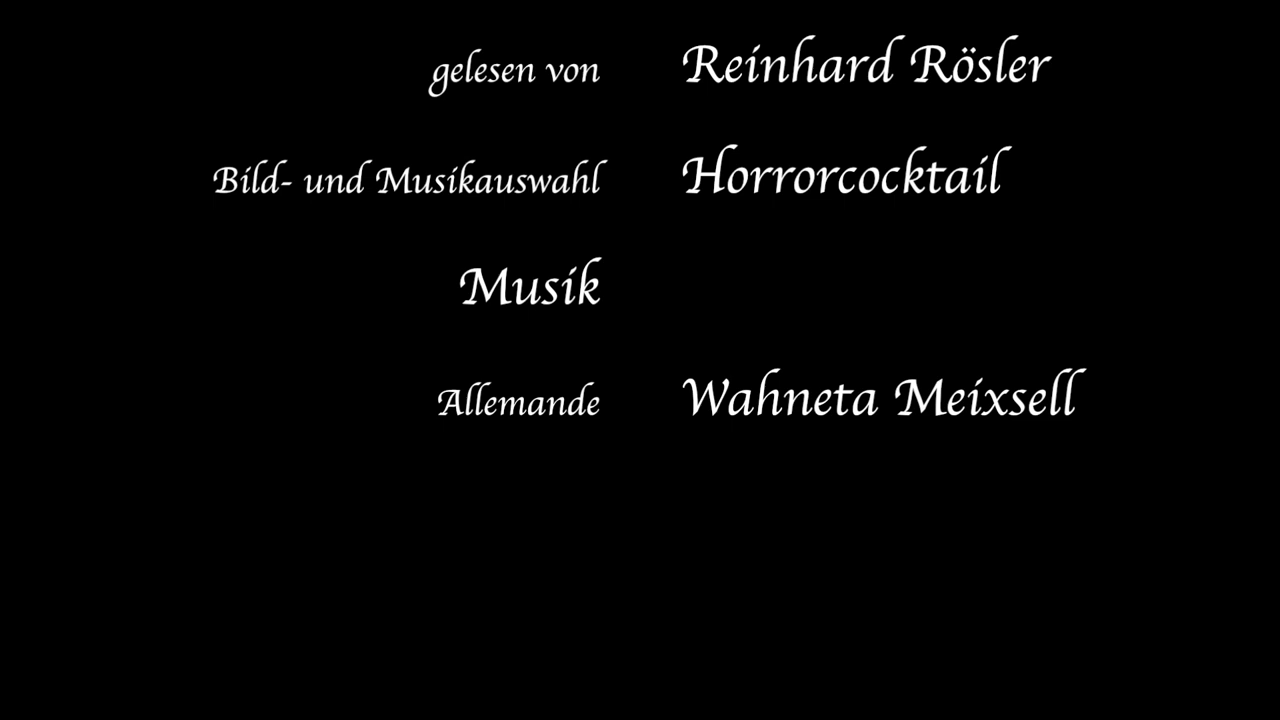 gelesen von Reinhard Rösler
Bild- und Musikauswahl Horrorcocktail
Musik
Allemande Wahneta Meixsell